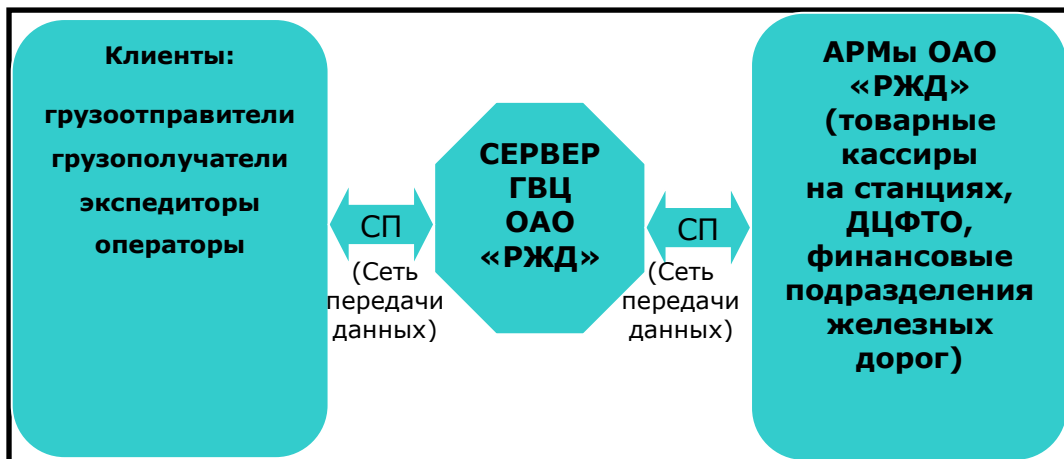 Клиенты:
грузоотправители
грузополучатели
экспедиторы
операторы
СП
(Сеть
передачи
данных)
СЕРВЕР
ГВЦ
ОАО
«РЖД»
СП
(Сеть
передачи
данных)
АРМы ОАО
«РЖД»
(товарные
кассиры
на станциях,
ДЦФТО,
финансовые
подразделения
железных
дорог)